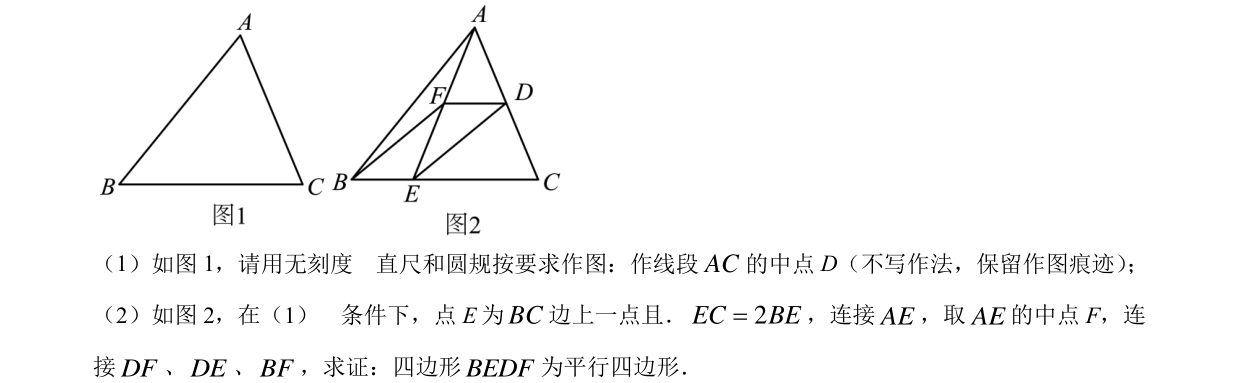 A
B
C
图1
A
F
D
B
E
C
图2
（1）如图 1，请用无刻度 直尺和圆规按要求作图：作线段 AC 的中点 D（不写作法，保留作图痕迹）；
（2）如图 2，在（1） 条件下，点 E 为 BC 边上一点且．EC = 2BE，连接 AE，取 AE 的中点 F，连
接 DF 、 DE 、 BF ，求证：四边形 BEDF 为平行四边形．